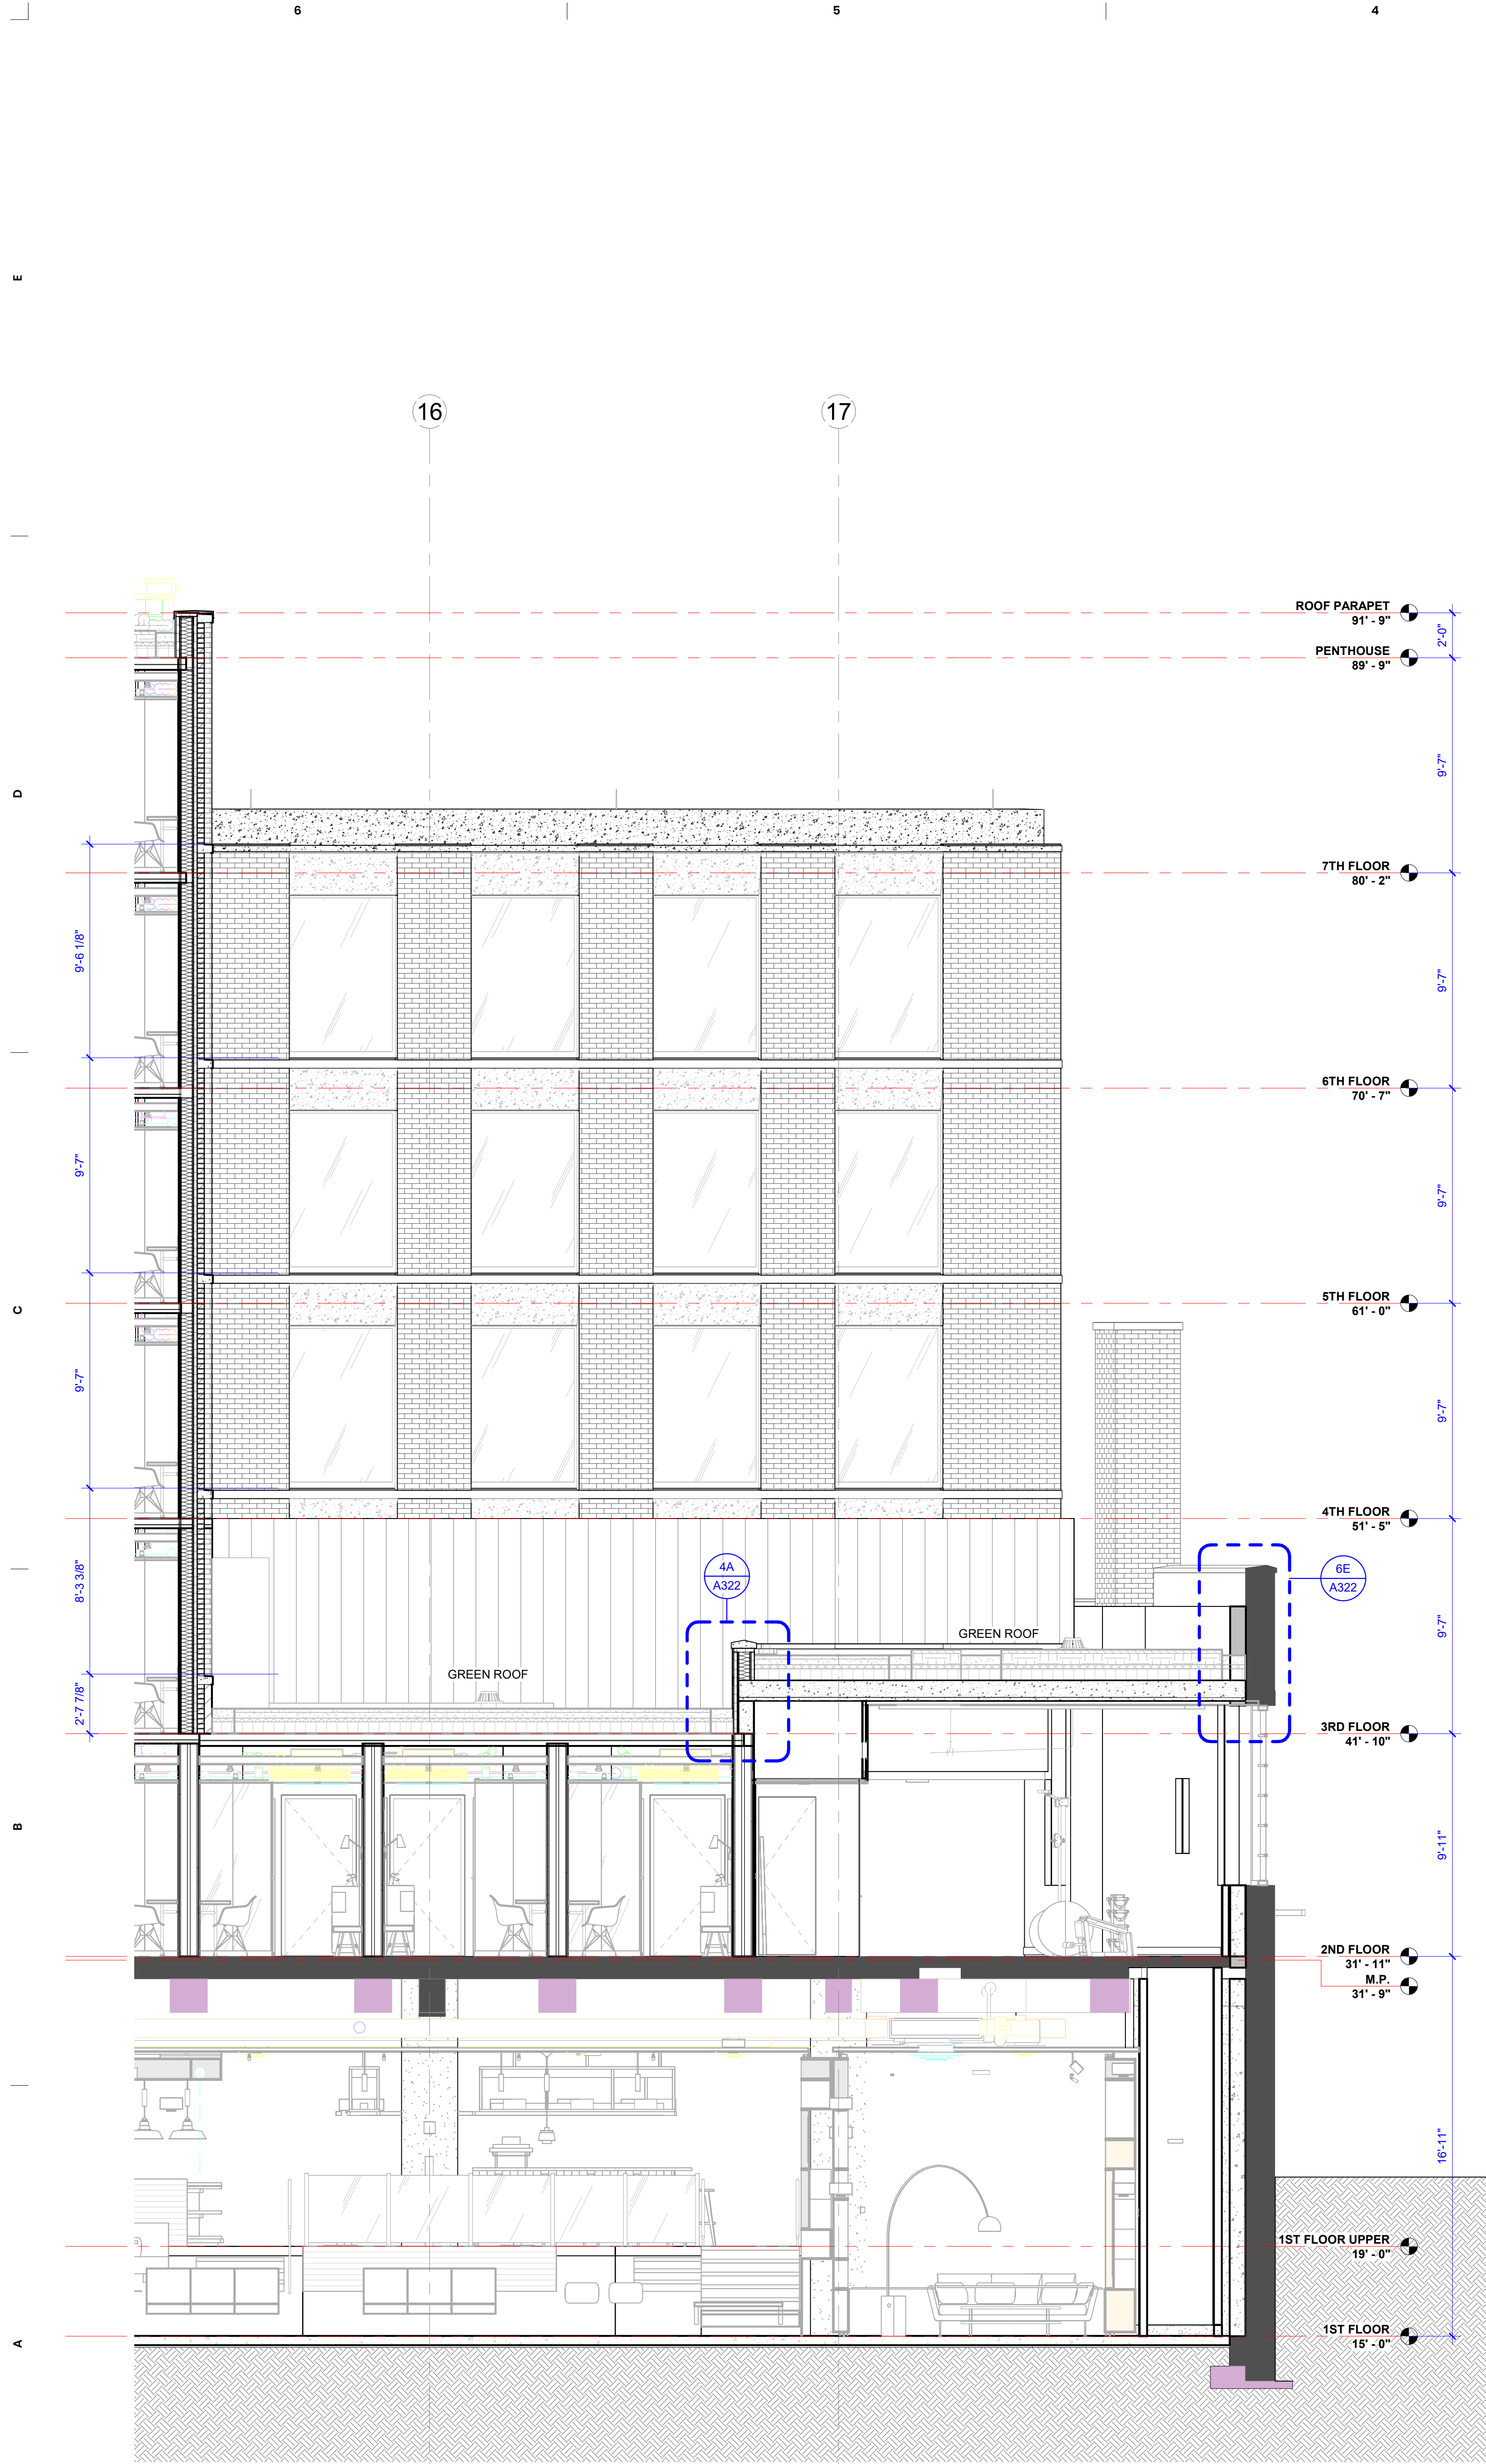 6
5
4
E
16
17
ROOF PARAPET
91' - 9"
2'-0"
PENTHOUSE
89' - 9"
9'-7"
D
7TH FLOOR
80' - 2"
9'-6 1/8"
9'-7"
6TH FLOOR
70' - 7"
9'-7"
9'-7"
C
5TH FLOOR
61' - 0"
9'-7"
9'-7"
4TH FLOOR
51' - 5"
8'-3 3/8"
4A
A322
6E
A322
9'-7"
GREEN ROOF
GREEN ROOF
2'-7 7/8"
3RD FLOOR
41' - 10"
B
9'-11"
2ND FLOOR
31' - 11"
M.P.
31' - 9"
16'-11"
1ST FLOOR UPPER
19' - 0"
A
1ST FLOOR
15' - 0"